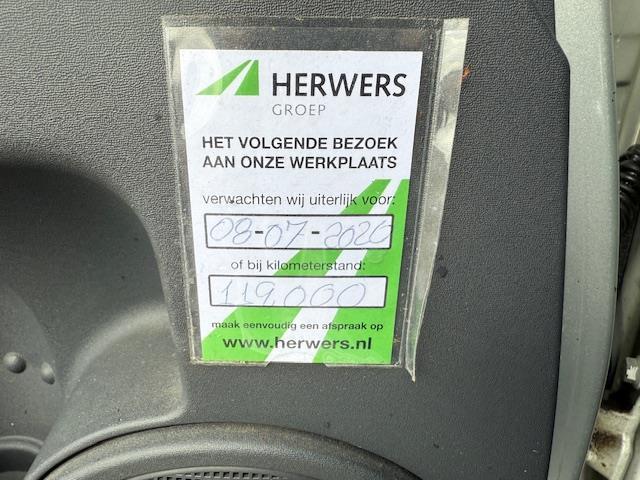 HERWERS
GROEP
HET VOLGENDE BEZOEK
AAN ONZE WERKPLAATS
verwachten wij uiterlijk voor:
08-07-2026
of bij kilometerstand:
119.000
maak eenvoudig een afspraak op
www.herwers.nl